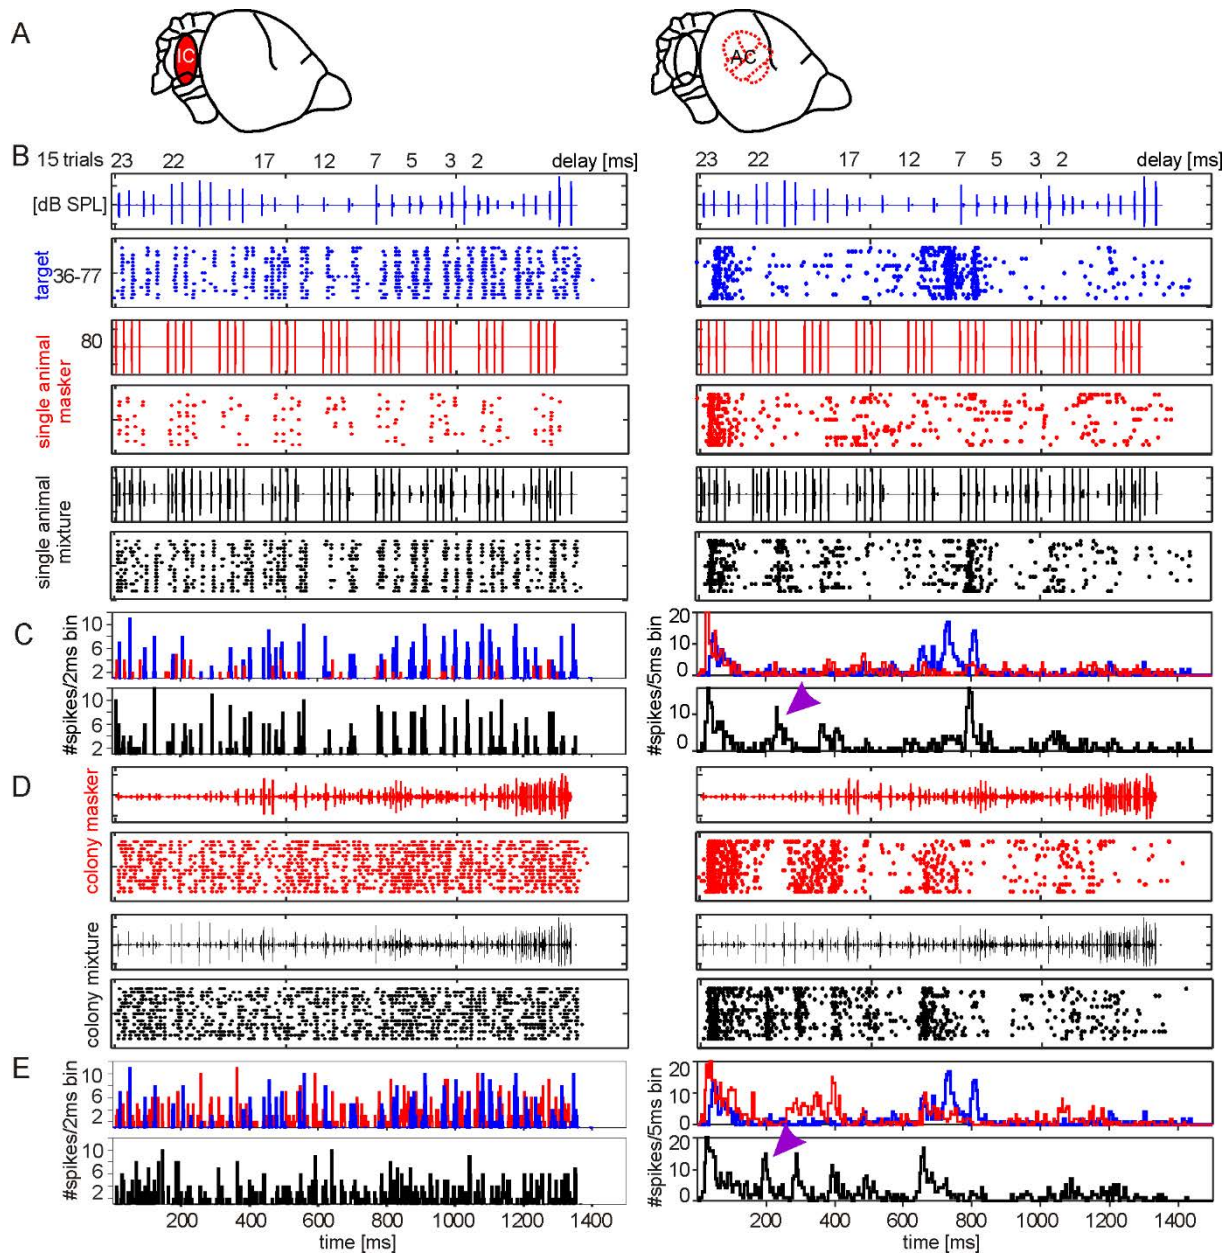 A
IC
AC
B
15 trials 23 22 17 12 7 5 3 2 delay [ms]
23 22 17 12 7 5 3 2 delay [ms]
[dB SPL]
target
36-77
single animal
masker
80
single animal
mixture
C
#spikes/2ms bin
10
6
2
10
6
2
#spikes/5ms bin
20
10
0
10
0
D
colony masker
colony mixture
E
#spikes/2ms bin
10
6
2
10
6
2
#spikes/5ms bin
20
10
0
20
10
0
200 400 600 800 1000 1200 1400
time [ms]
200 400 600 800 1000 1200 1400
time [ms]